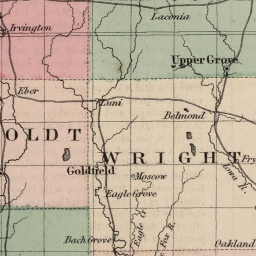 Laconia
Irvington
Upper Grove
Eber
Luni
Belmond
OLDT
WRIGHT
Fry
Goldfield
Moscow
Iowa R.
Eagle Grove
Eagle G.
Fox R.
Bach Grove
Oakland